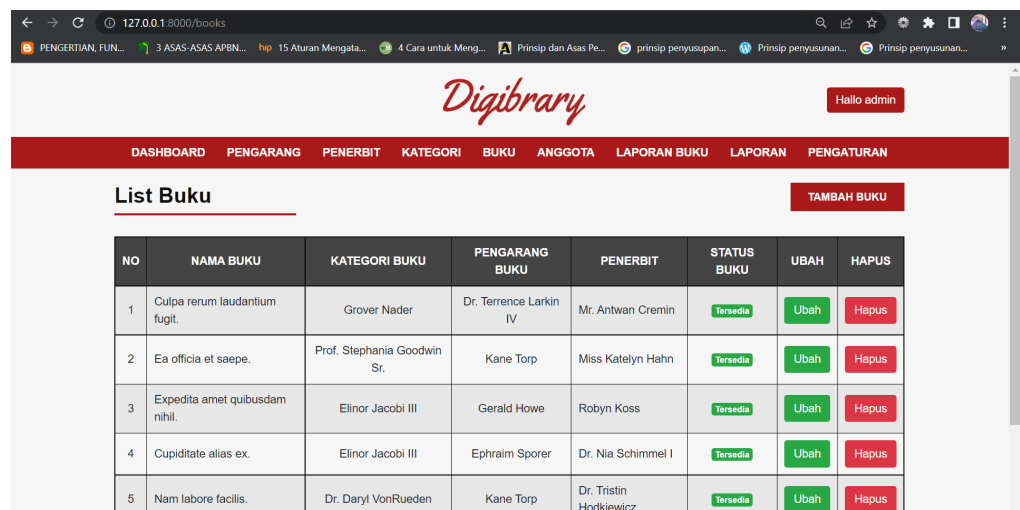 127.0.0.1:8000/books
PENGERTIAN, FUN... 3 ASAS-ASAS APBN... hip 15 Aturan Mengata... 4 Cara untuk Meng... Prinsip dan Asas Pe... prinsip penyusupan... Prinsip penyusunan... Prinsip penyusunan... »
Digibrary
Hallo admin
DASHBOARD PENGARANG PENERBIT KATEGORI BUKU ANGGOTA LAPORAN BUKU LAPORAN PENGATURAN
List Buku
TAMBAH BUKU
NO NAMA BUKU KATEGORI BUKU PENGARANG BUKU PENERBIT STATUS BUKU UBAH HAPUS
1 Culpa rerum laudantium fugit. Grover Nader Dr. Terrence Larkin IV Mr. Antwan Cremin Tersedia Ubah Hapus
2 Ea officia et saepe. Prof. Stephania Goodwin Sr. Kane Torp Miss Katelyn Hahn Tersedia Ubah Hapus
3 Expedita amet quibusdam nihil. Elinor Jacobi III Gerald Howe Robyn Koss Tersedia Ubah Hapus
4 Cupiditate alias ex. Elinor Jacobi III Ephraim Sporer Dr. Nia Schimmel I Tersedia Ubah Hapus
5 Nam labore facilis. Dr. Daryl VonRueden Kane Torp Dr. Tristin Hodkiewicz Tersedia Ubah Hapus